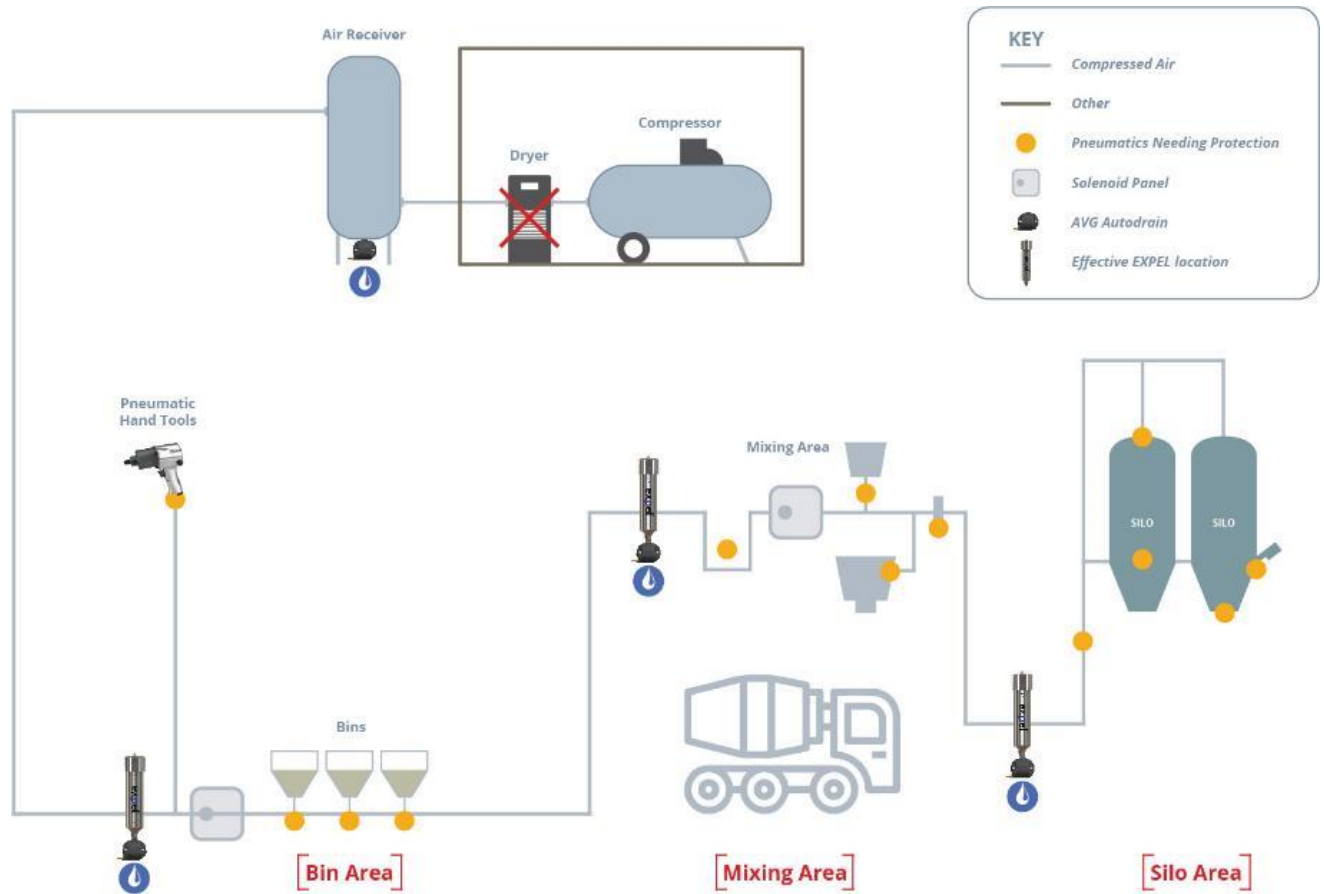 Air Receiver
KEY
Compressed Air
Other
Pneumatics Needing Protection
Solenoid Panel
AVG Autodrain
Effective EXPEL location
Compressor
Dryer
Pneumatic
Hand Tools
Mixing Area
SILO
SILO
Bins
[Bin Area]
[Mixing Area]
[Silo Area]